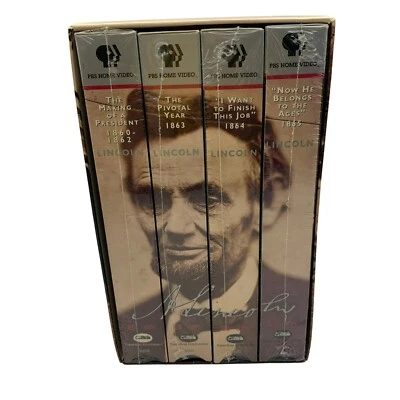 PBS HOME VIDEO
THE
MAKING
OF A
PRESIDENT
1860-
1862
LINCOLN
PBS HOME VIDEO
THE
PIVOTAL
YEAR
1863
LINCOLN
PBS HOME VIDEO
"I WANT
TO FINISH
THIS JOB"
1864
LINCOLN
PBS HOME VIDEO
"NOW HE
BELONGS
TO THE
AGES"
1865
LINCOLN
A. Lincoln